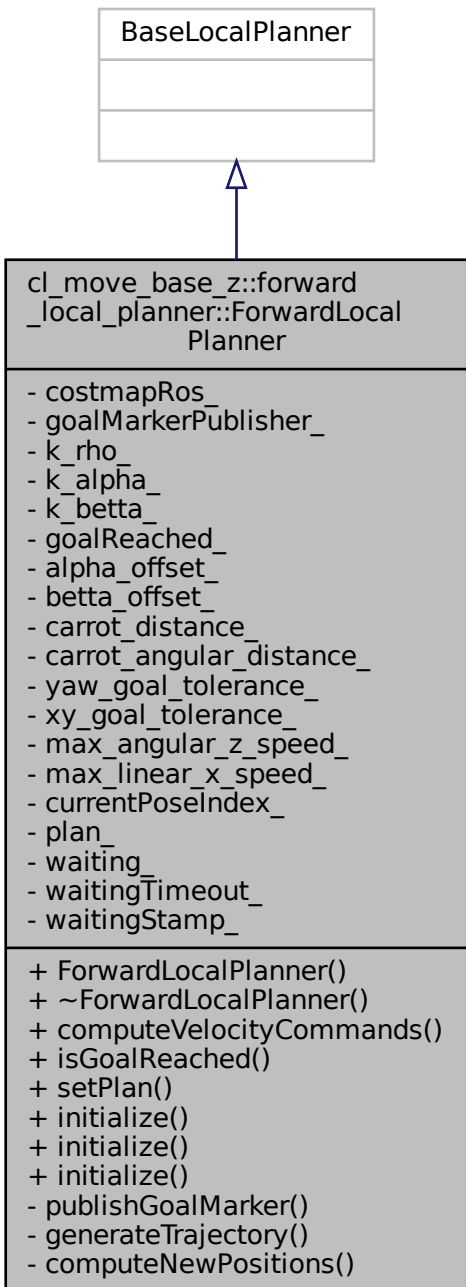 BaseLocalPlanner
cl_move_base_z::forward
_local_planner::ForwardLocal
Planner
- costmapRos_
- goalMarkerPublisher_
- k_rho_
- k_alpha_
- k_betta_
- goalReached_
- alpha_offset_
- betta_offset_
- carrot_distance_
- carrot_angular_distance_
- yaw_goal_tolerance_
- xy_goal_tolerance_
- max_angular_z_speed_
- max_linear_x_speed_
- currentPoseIndex_
- plan_
- waiting_
- waitingTimeout_
- waitingStamp_
+ ForwardLocalPlanner()
+ ~ForwardLocalPlanner()
+ computeVelocityCommands()
+ isGoalReached()
+ setPlan()
+ initialize()
+ initialize()
+ initialize()
- publishGoalMarker()
- generateTrajectory()
- computeNewPositions()